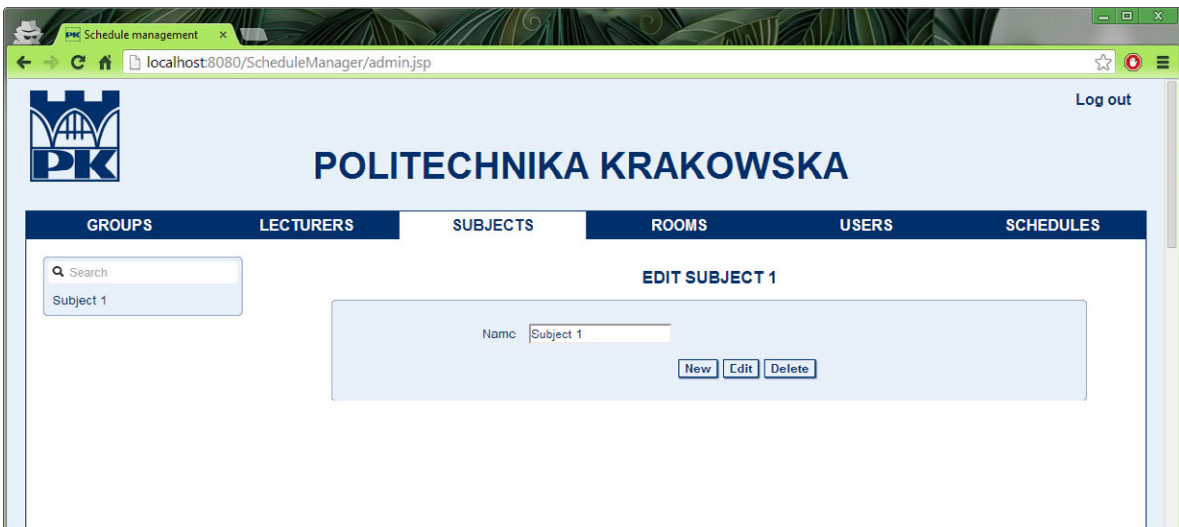 PK Schedule management
localhost:8080/ScheduleManager/admin.jsp
Log out
PK
POLITECHNIKA KRAKOWSKA
GROUPS LECTURERS SUBJECTS ROOMS USERS SCHEDULES
Search
Subject 1
EDIT SUBJECT 1
Name Subject 1
New Edit Delete